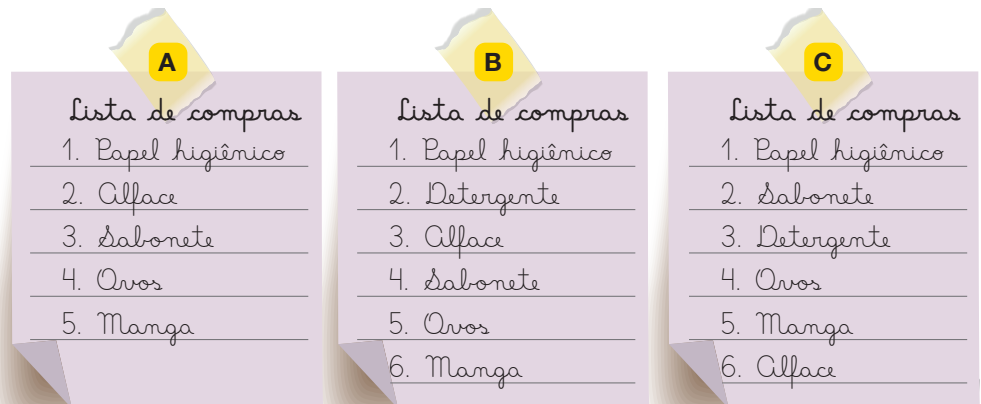 A
Lista de compras
1. Papel higiênico
2. Alface
3. Sabonete
4. Ovos
5. Manga
B
Lista de compras
1. Papel higiênico
2. Detergente
3. Alface
4. Sabonete
5. Ovos
6. Manga
C
Lista de compras
1. Papel higiênico
2. Sabonete
3. Detergente
4. Ovos
5. Manga
6. Alface